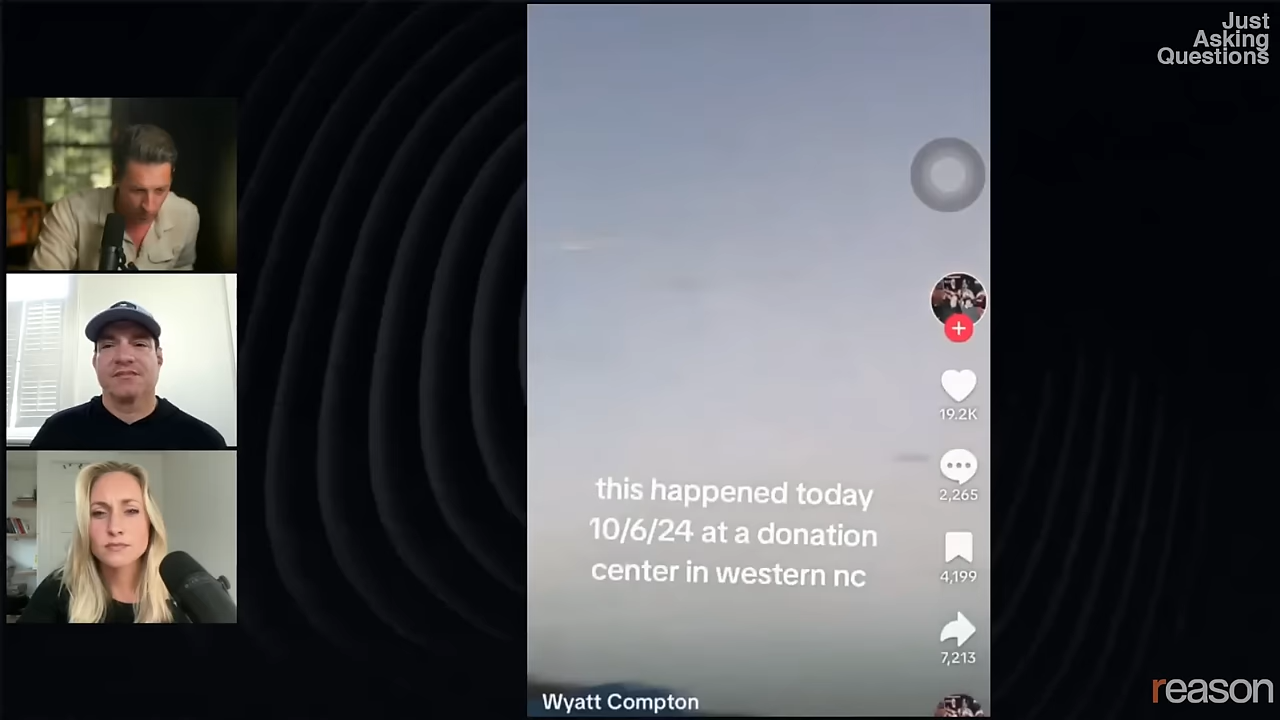 Just
Asking
Questions
19.2K
2,265
this happened today
10/6/24 at a donation
center in western nc
4,199
7,213
Wyatt Compton
reason